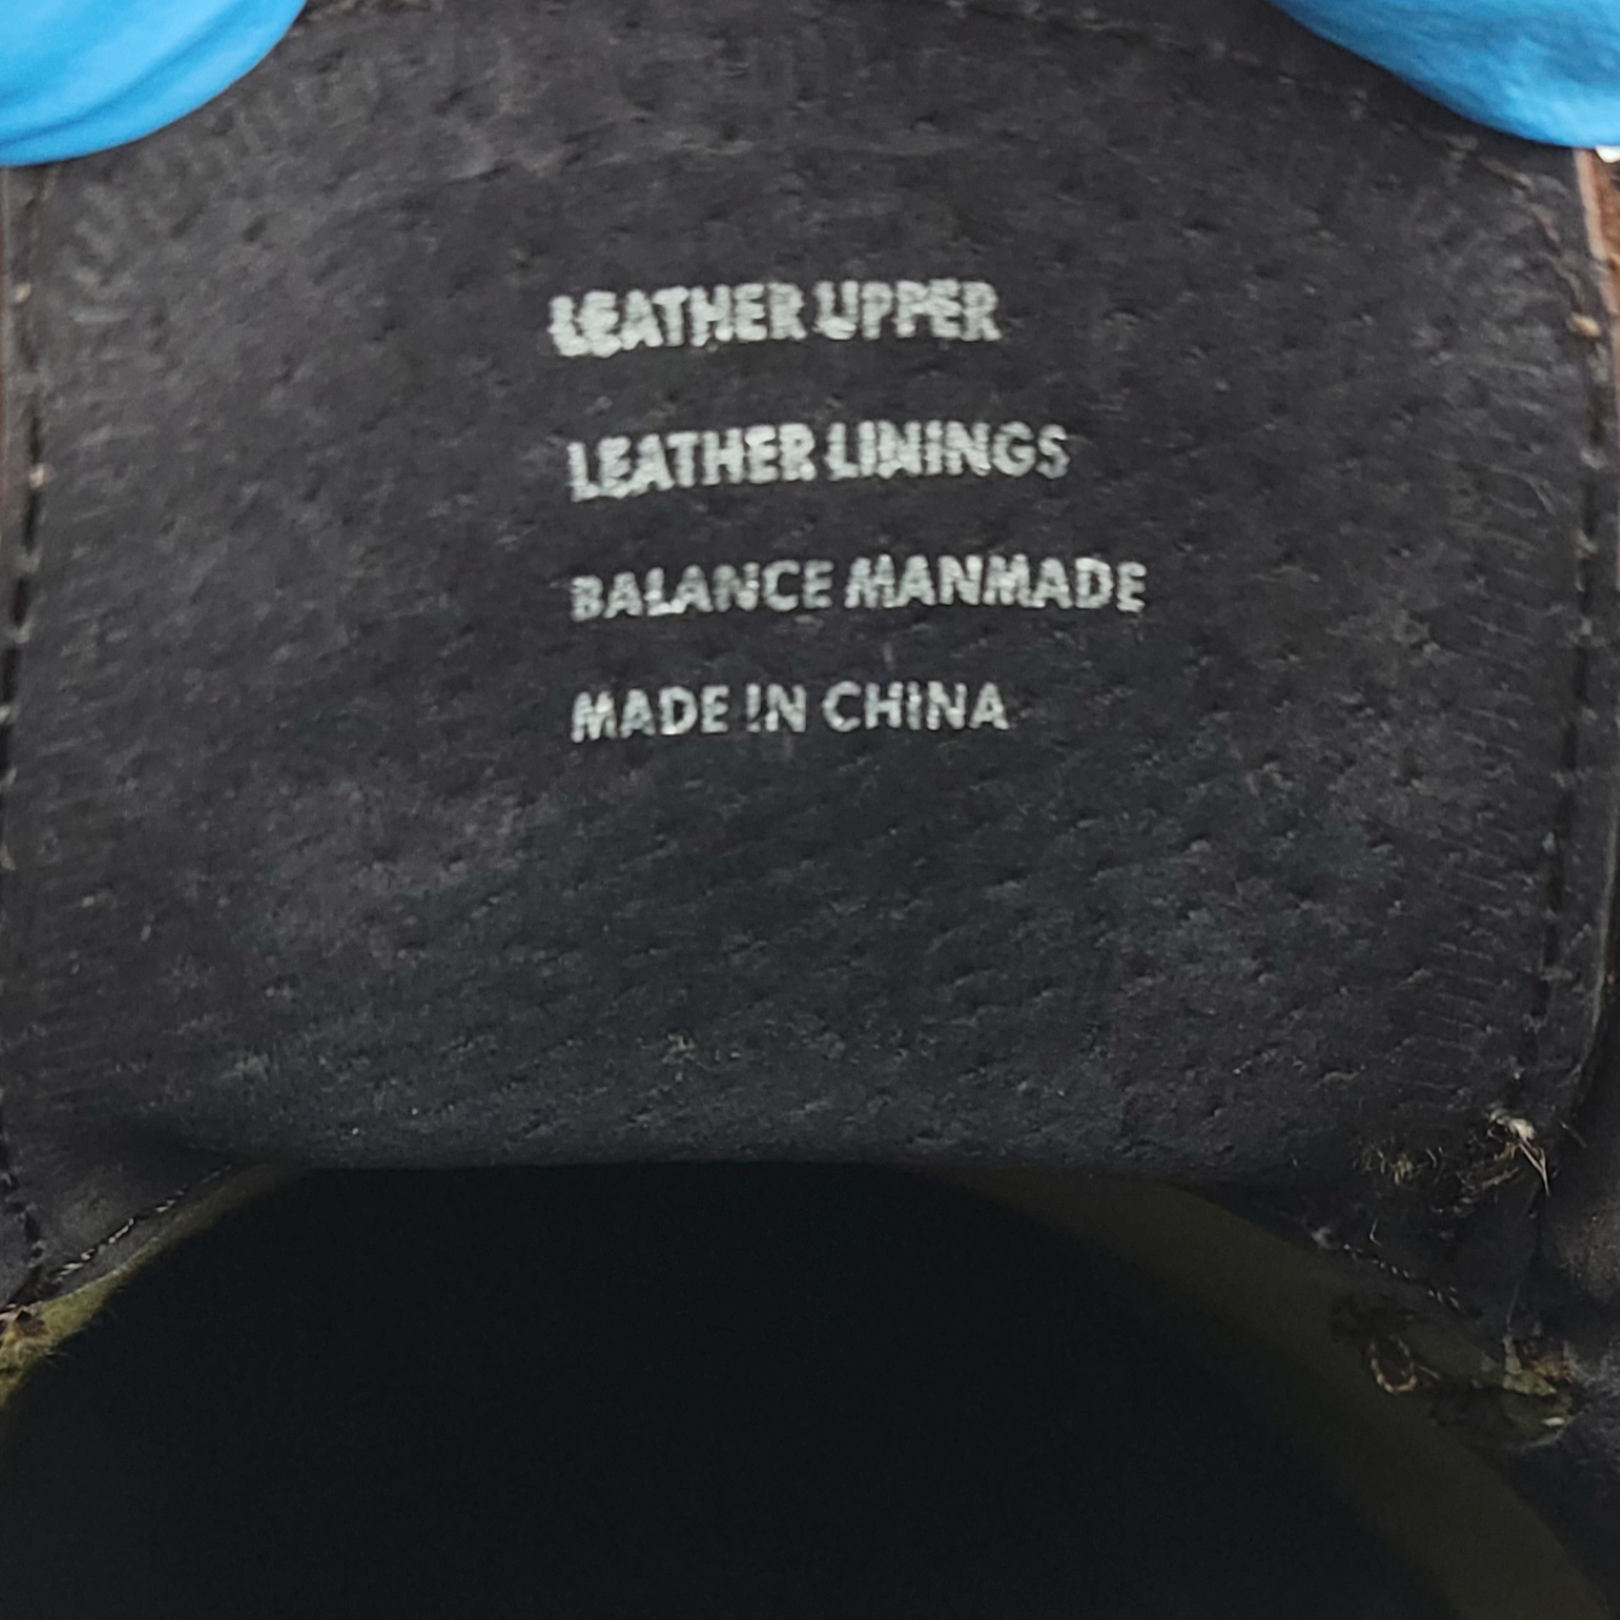 LEATHER UPPER
LEATHER LININGS
BALANCE MANMADE
MADE IN CHINA